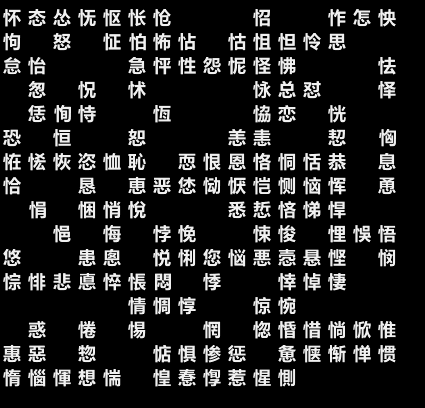 怀态怂怃怄怅怆 怊 怍怎怏
怐 怒 怔怕怖怗 怙怚怛怜思
怠怡 急怦性怨怩怪怫 怯
怱 怳 怵 怺总怼 怿
恁恂恃 恆 恊恋 恍
恐 恒 恕 恙恚 恝 恟
恠恡恢恣恤恥 恧恨恩恪恫恬恭 息
恰 恳 恵恶恷恸恹恺恻恼恽 恿
悁 悃悄悅 悉悊悋悌悍
悒 悔 悖悗 悚悛 悝悞悟
悠 患悤 悦悧您悩悪悫悬悭 悯
悰悱悲悳悴悵悶 悸 悻悼悽
情惆惇 惊惋
惑 惓 惕 惘 惚惛惜惝惞惟
惠惡 惣 惦惧惨惩 惫惬惭惮惯
惰惱惲想惴 惶惷惸惹惺惻